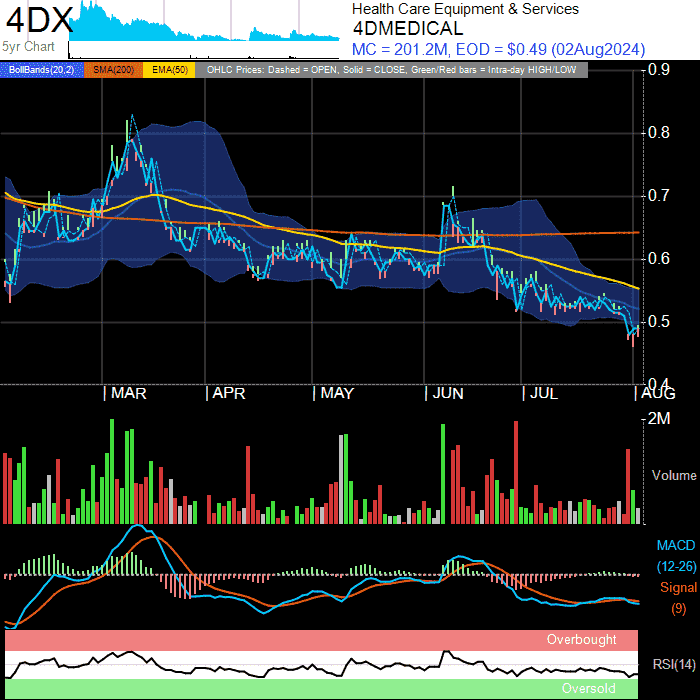 4DX
5yr Chart
Health Care Equipment & Services
4DMEDICAL
MC = 201.2M, EOD = $0.49 (02Aug2024)
BollBands(20,2) SMA(200) EMA(50) OHLC Prices: Dashed = OPEN, Solid = CLOSE, Green/Red bars = Intra-day HIGH/LOW
0.9
0.8
0.7
0.6
0.5
0.4
MAR APR MAY JUN JUL AUG
2M
Volume
MACD
(12-26)
Signal
(9)
Overbought
RSI(14)
Oversold